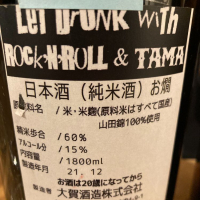 Let DRUNK with
ROCK-N-ROLL & TAMA
日本酒（純米酒）お燗
原材料名 / 米・米麹(原料米はすべて国産)
山田錦100%使用
精米歩合 / 60%
アルコール分 / 15%
内容量 / 1800ml
製造年月 / 21. 12
お酒は20歳になってから
製造者 大賀酒造株式会社